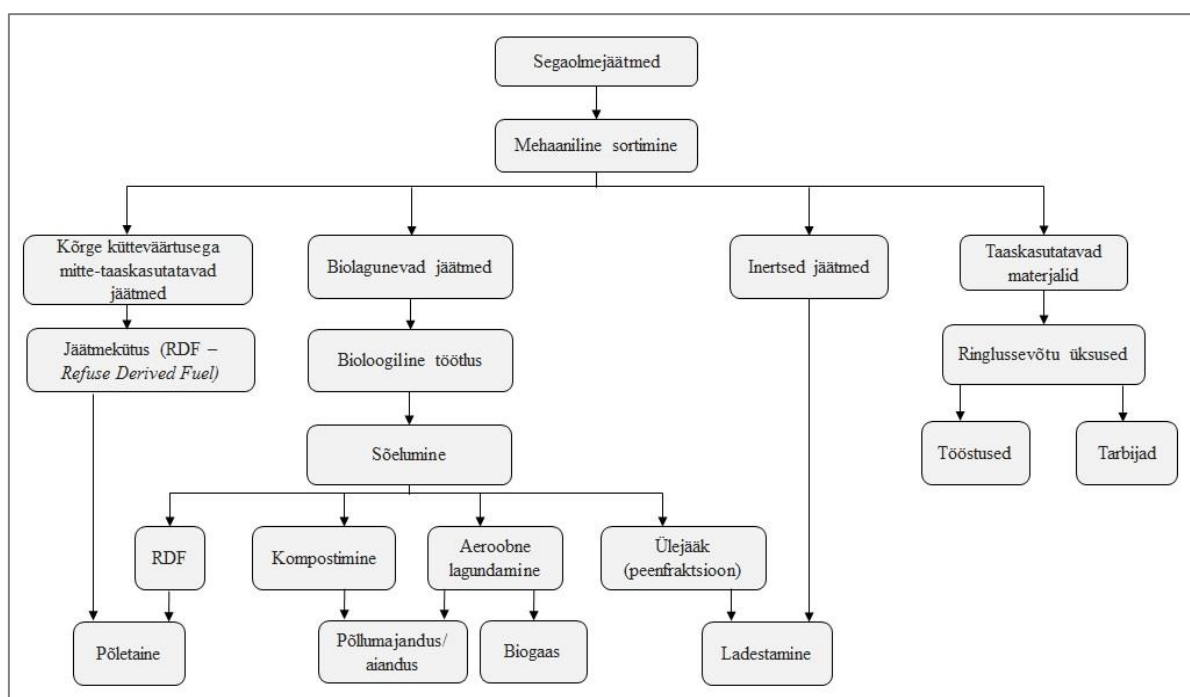 Segaolmejäätmed
Mehaaniline sortimine
Kõrge kütteväärtusega
mitte-taaskasutatavad
jäätmed
Biolagunevad jäätmed
Inertsed jäätmed
Taaskasutatavad
materjalid
Jäätmekütus (RDF –
Refuse Derived Fuel)
Bioloogiline töötlus
Ringlussevõtu üksused
Sõelumine
Tööstused
Tarbijad
RDF
Kompostimine
Aeroobne
lagundamine
Ülejääk
(peenfraktsioon)
Põletaine
Põllumajandus/
aiandus
Biogaas
Ladestamine